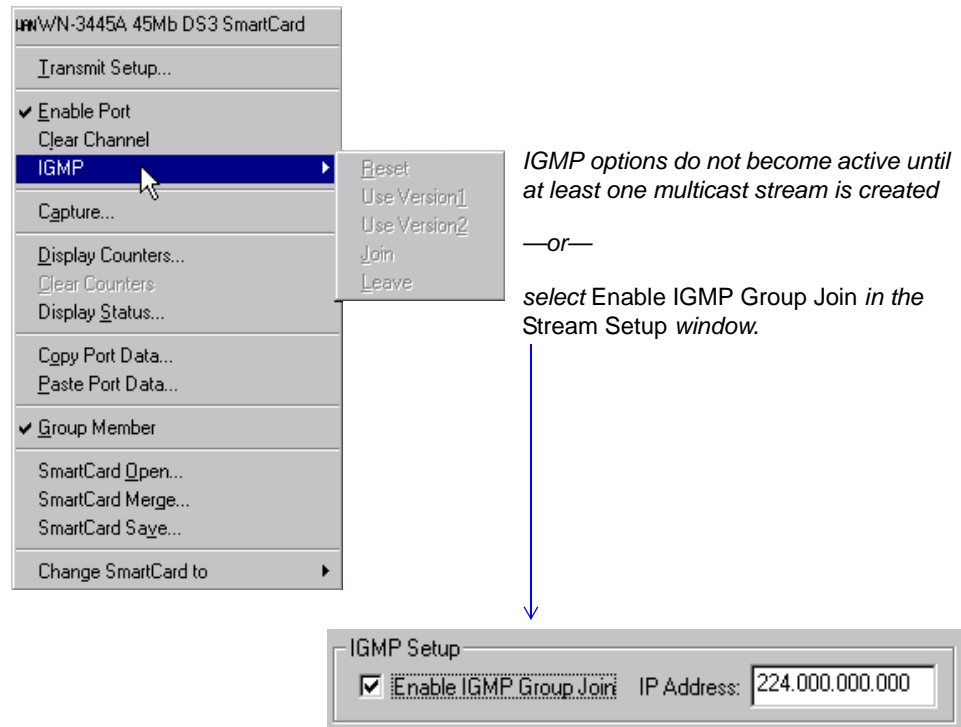 WAN WN-3445A 45Mb DS3 SmartCard
Transmit Setup...
Enable Port
Clear Channel
IGMP
Capture...
Display Counters...
Clear Counters
Display Status...
Copy Port Data...
Paste Port Data...
Group Member
SmartCard Open...
SmartCard Merge...
SmartCard Save...
Change SmartCard to
Reset
Use Version1
Use Version2
Join
Leave
IGMP options do not become active until
at least one multicast stream is created
—or—
select Enable IGMP Group Join in the
Stream Setup window.
IGMP Setup
Enable IGMP Group Join IP Address: 224.000.000.000